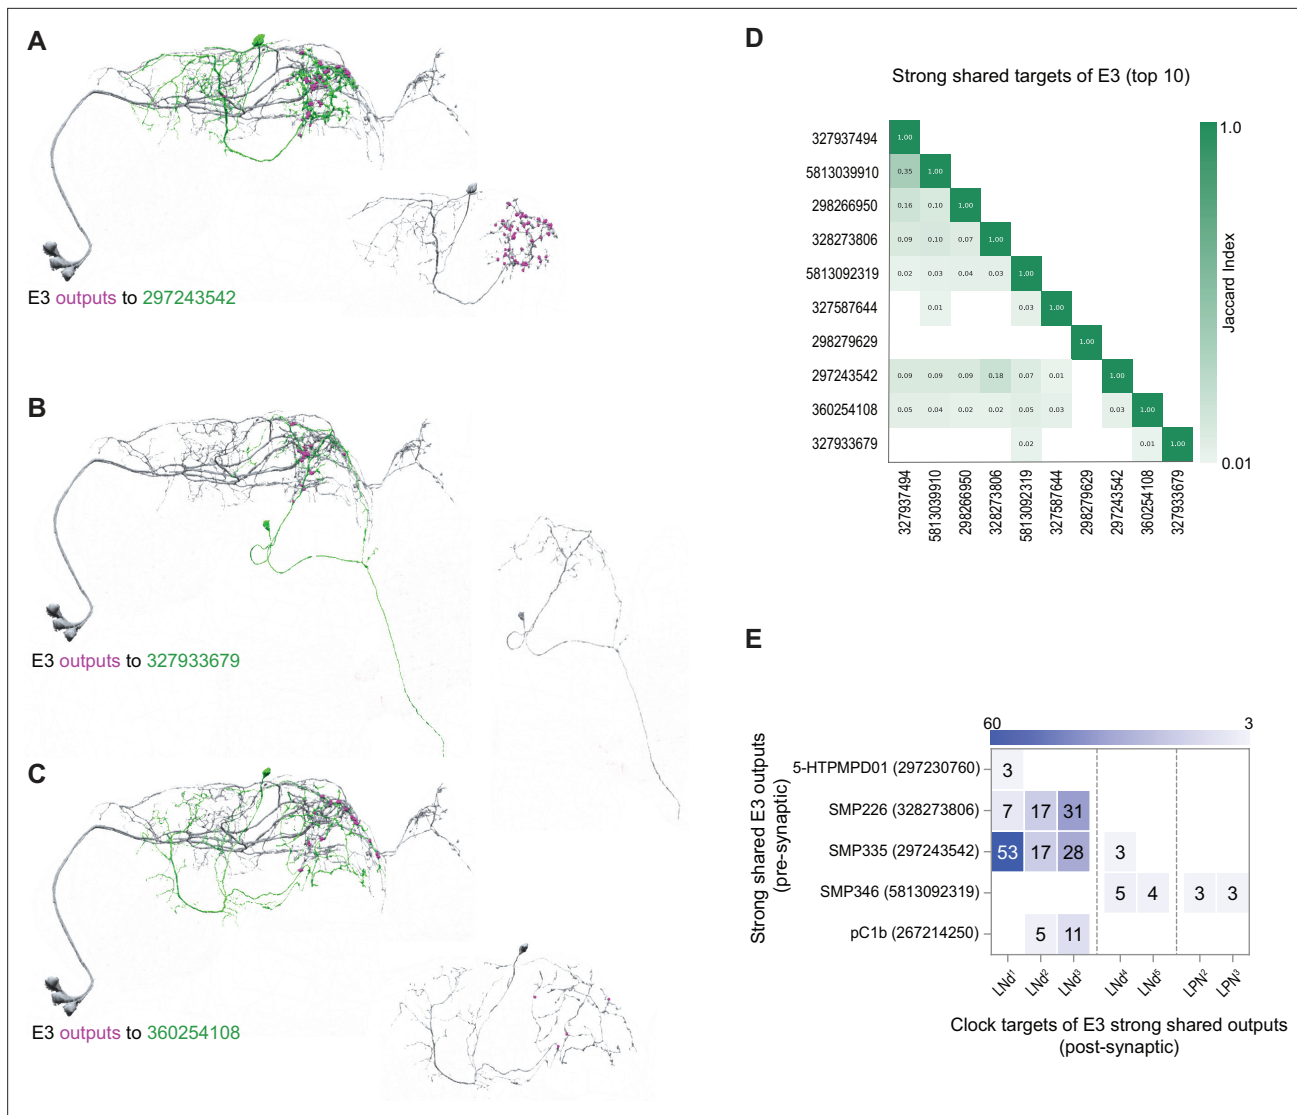 A
E3 outputs to 297243542
B
E3 outputs to 327933679
C
E3 outputs to 360254108
D
Strong shared targets of E3 (top 10)
327937494 1.00
5813039910 0.35 1.00
298266950 0.16 0.10 1.00
328273806 0.09 0.10 0.07 1.00
5813092319 0.02 0.03 0.04 0.03 1.00
327587644 0.01 0.03 1.00
298279629 1.00
297243542 0.09 0.09 0.09 0.18 0.07 0.01 1.00
360254108 0.05 0.04 0.02 0.02 0.05 0.03 0.03 1.00
327933679 0.02 0.01 1.00
327937494 5813039910 298266950 328273806 5813092319 327587644 298279629 297243542 360254108 327933679
1.0
Jaccard Index
0.01
E
60 3
Strong shared E3 outputs
(pre-synaptic)
5-HTPMPD01 (297230760) 3
SMP226 (328273806) 7 17 31
SMP335 (297243542) 53 17 28 3
SMP346 (5813092319) 5 4 3 3
pC1b (267214250) 5 11
LNd¹ LNd² LNd³ LNd⁴ LNd⁵ LPN² LPN³
Clock targets of E3 strong shared outputs
(post-synaptic)